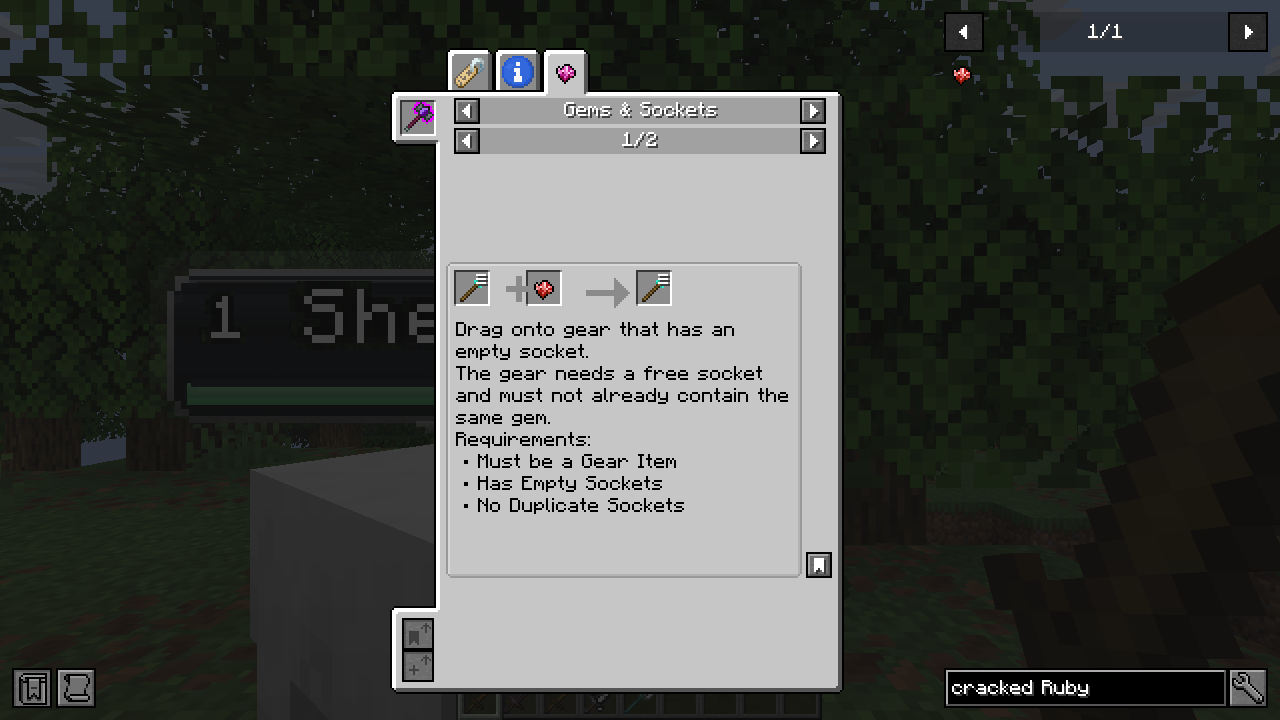 1/1
Gems & Sockets
1/2
1 She
Drag onto gear that has an
empty socket.
The gear needs a free socket
and must not already contain the
same gem.
Requirements:
• Must be a Gear Item
• Has Empty Sockets
• No Duplicate Sockets
cracked Ruby